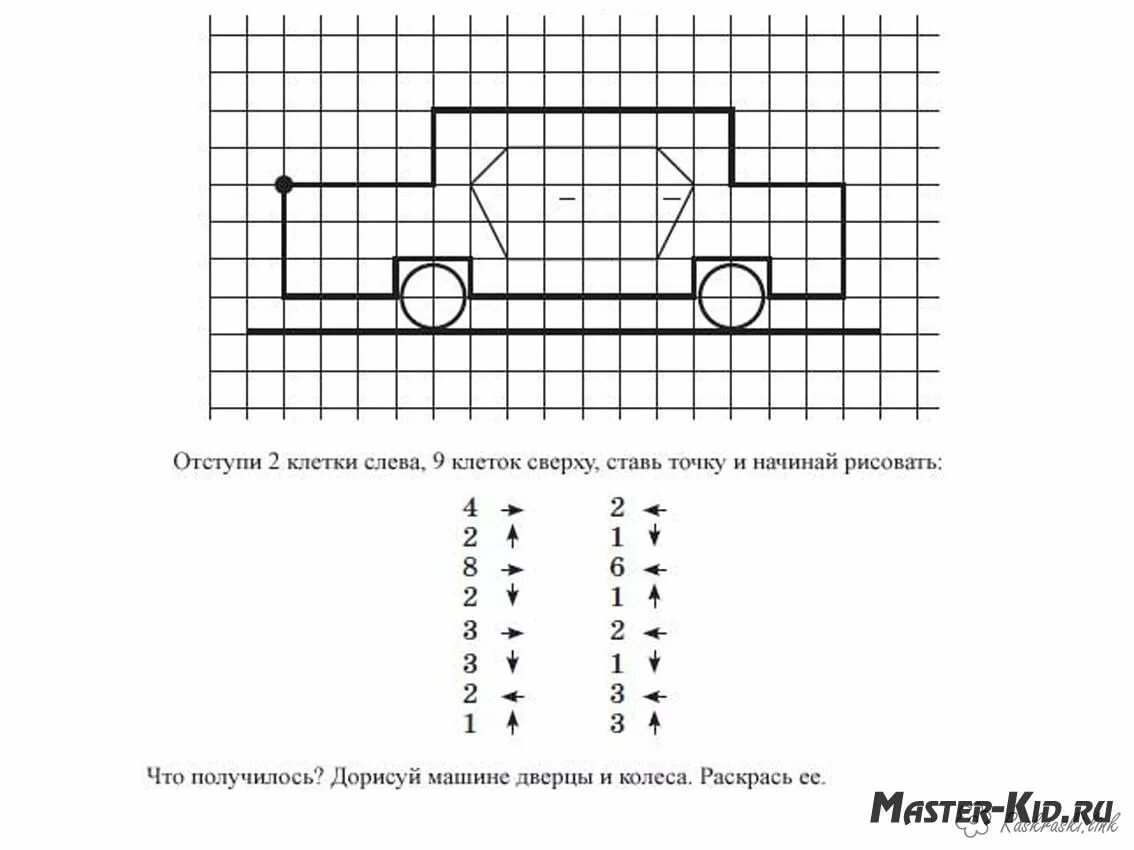 Отступи 2 клетки слева, 9 клеток сверху, ставь точку и начинай рисовать:
4 → 2 ←
2 ↑ 1 ↓
8 → 6 ←
2 ↓ 1 ↑
3 → 2 ←
3 ↓ 1 ↓
2 ← 3 ←
1 ↑ 3 ↑
Что получилось? Дорисуй машине дверцы и колеса. Раскрась ее.
Master-Kid.ru
Raskraski.link